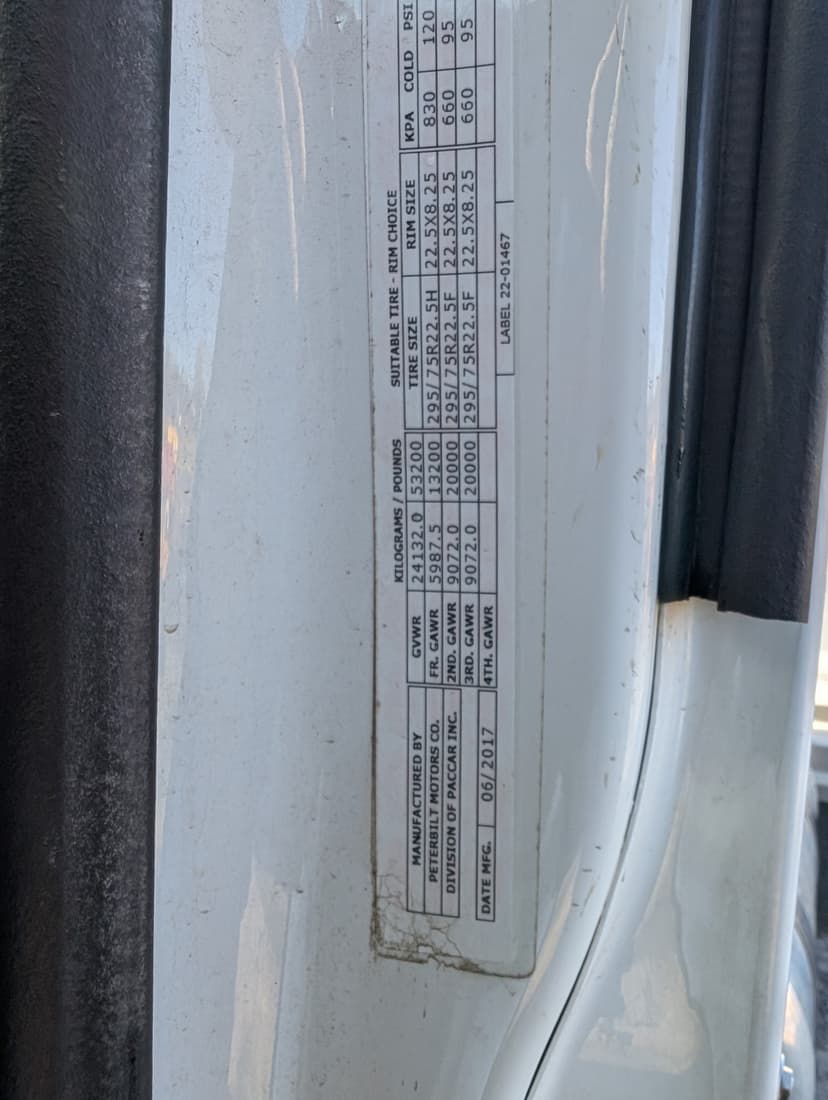 MANUFACTURED BY
PETERBILT MOTORS CO.
DIVISION OF PACCAR INC.
DATE MFG. 06/2017
KILOGRAMS / POUNDS
GVWR 24132.0 53200
FR. GAWR 5987.5 13200
2ND. GAWR 9072.0 20000
3RD. GAWR 9072.0 20000
4TH. GAWR
SUITABLE TIRE - RIM CHOICE
TIRE SIZE RIM SIZE KPA COLD PSI
295/75R22.5H 22.5X8.25 830 120
295/75R22.5F 22.5X8.25 660 95
295/75R22.5F 22.5X8.25 660 95
LABEL 22-01467